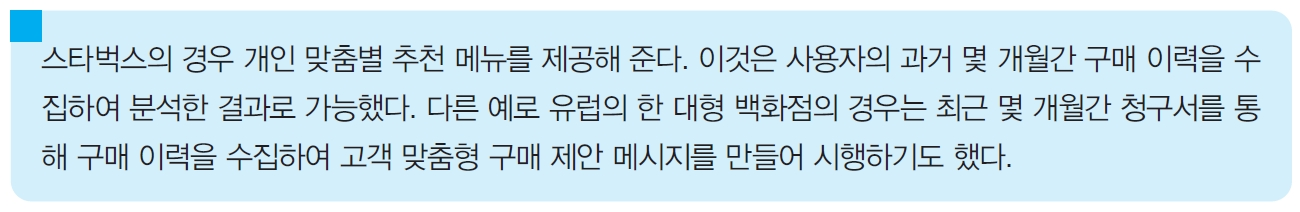 스타벅스의 경우 개인 맞춤별 추천 메뉴를 제공해 준다. 이것은 사용자의 과거 몇 개월간 구매 이력을 수
집하여 분석한 결과로 가능했다. 다른 예로 유럽의 한 대형 백화점의 경우는 최근 몇 개월간 청구서를 통
해 구매 이력을 수집하여 고객 맞춤형 구매 제안 메시지를 만들어 시행하기도 했다.